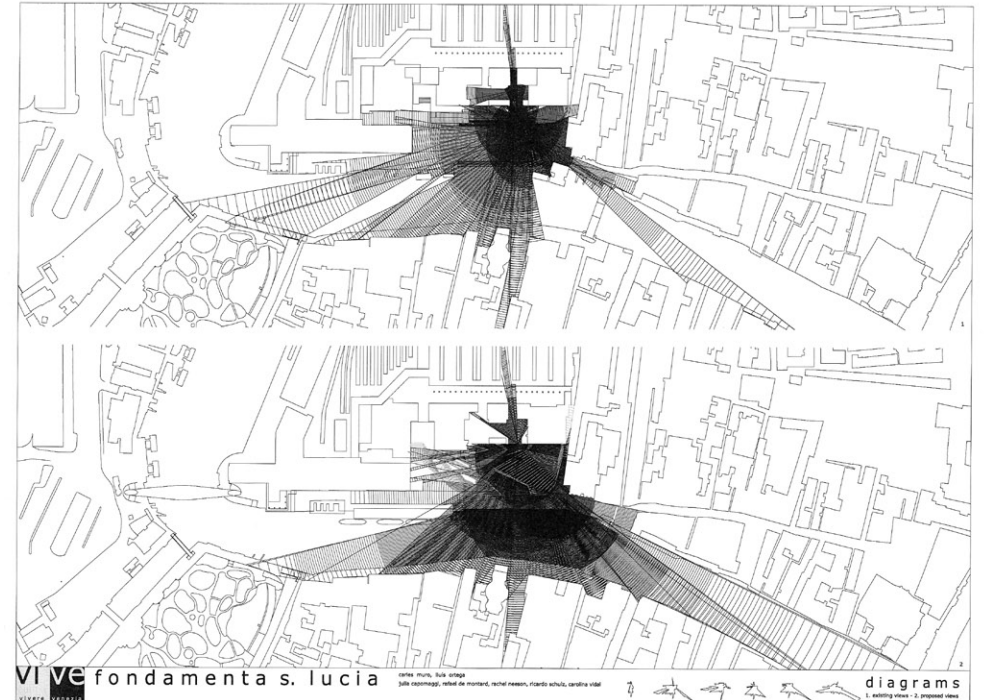 1
2
VI VE
vivere venezia
fondamenta s. lucia
carles muro, lluís ortega
julia capomaggi, rafael de montard, rachel neeson, ricardo schulz, carolina vidal
diagrams
1. existing views - 2. proposed views